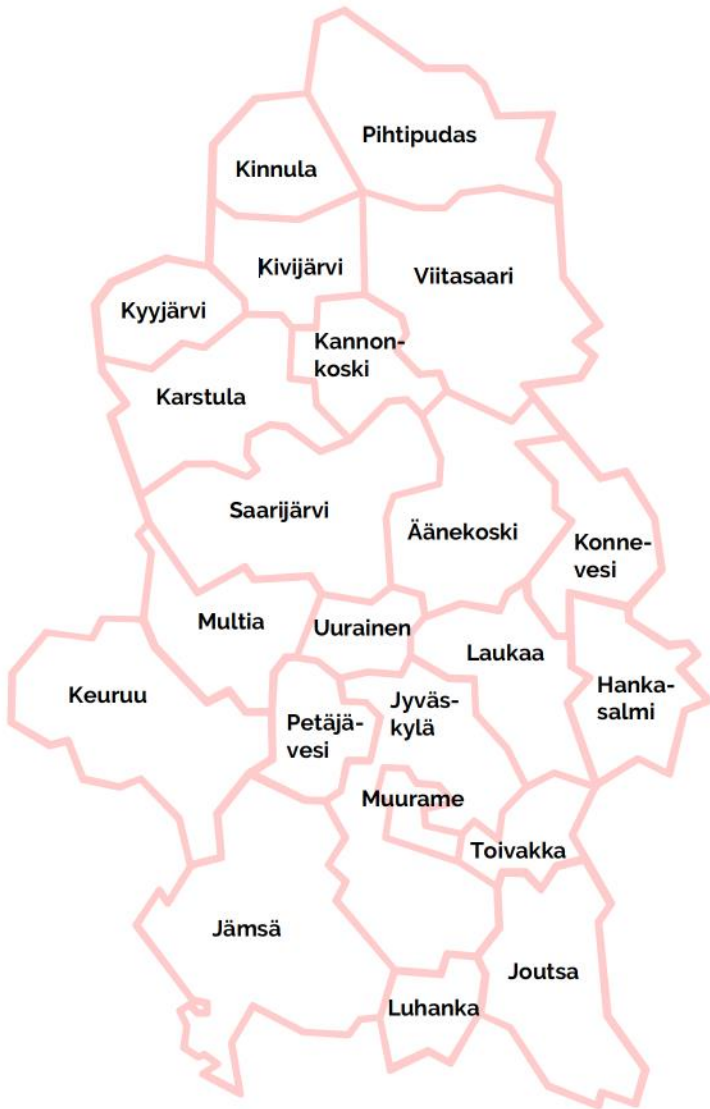 Pihtipudas
Kinnula
Kivijärvi
Viitasaari
Kyyjärvi
Kannon-
koski
Karstula
Saarijärvi
Äänekoski
Konne-
vesi
Multia
Uurainen
Laukaa
Keuruu
Hanka-
salmi
Petäjä-
vesi
Jyväs-
kylä
Muurame
Toivakka
Jämsä
Joutsa
Luhanka